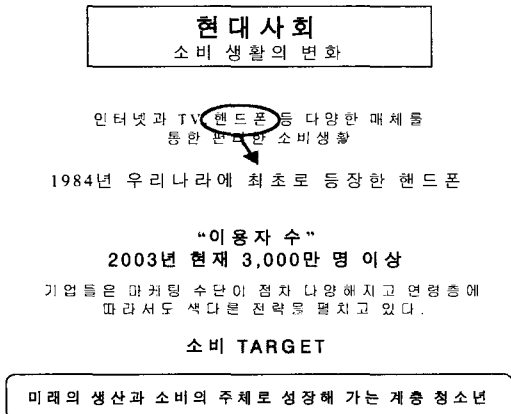 현대사회
소비 생활의 변화
인터넷과 TV, 핸드폰 등 다양한 매체를
통한 편리한 소비생활
1984년 우리나라에 최초로 등장한 핸드폰
“이용자 수”
2003년 현재 3,000만 명 이상
기업들은 마케팅 수단이 점차 다양해지고 연령층에
따라서도 색다른 전략을 펼치고 있다.
소비 TARGET
미래의 생산과 소비의 주체로 성장해 가는 계층 청소년